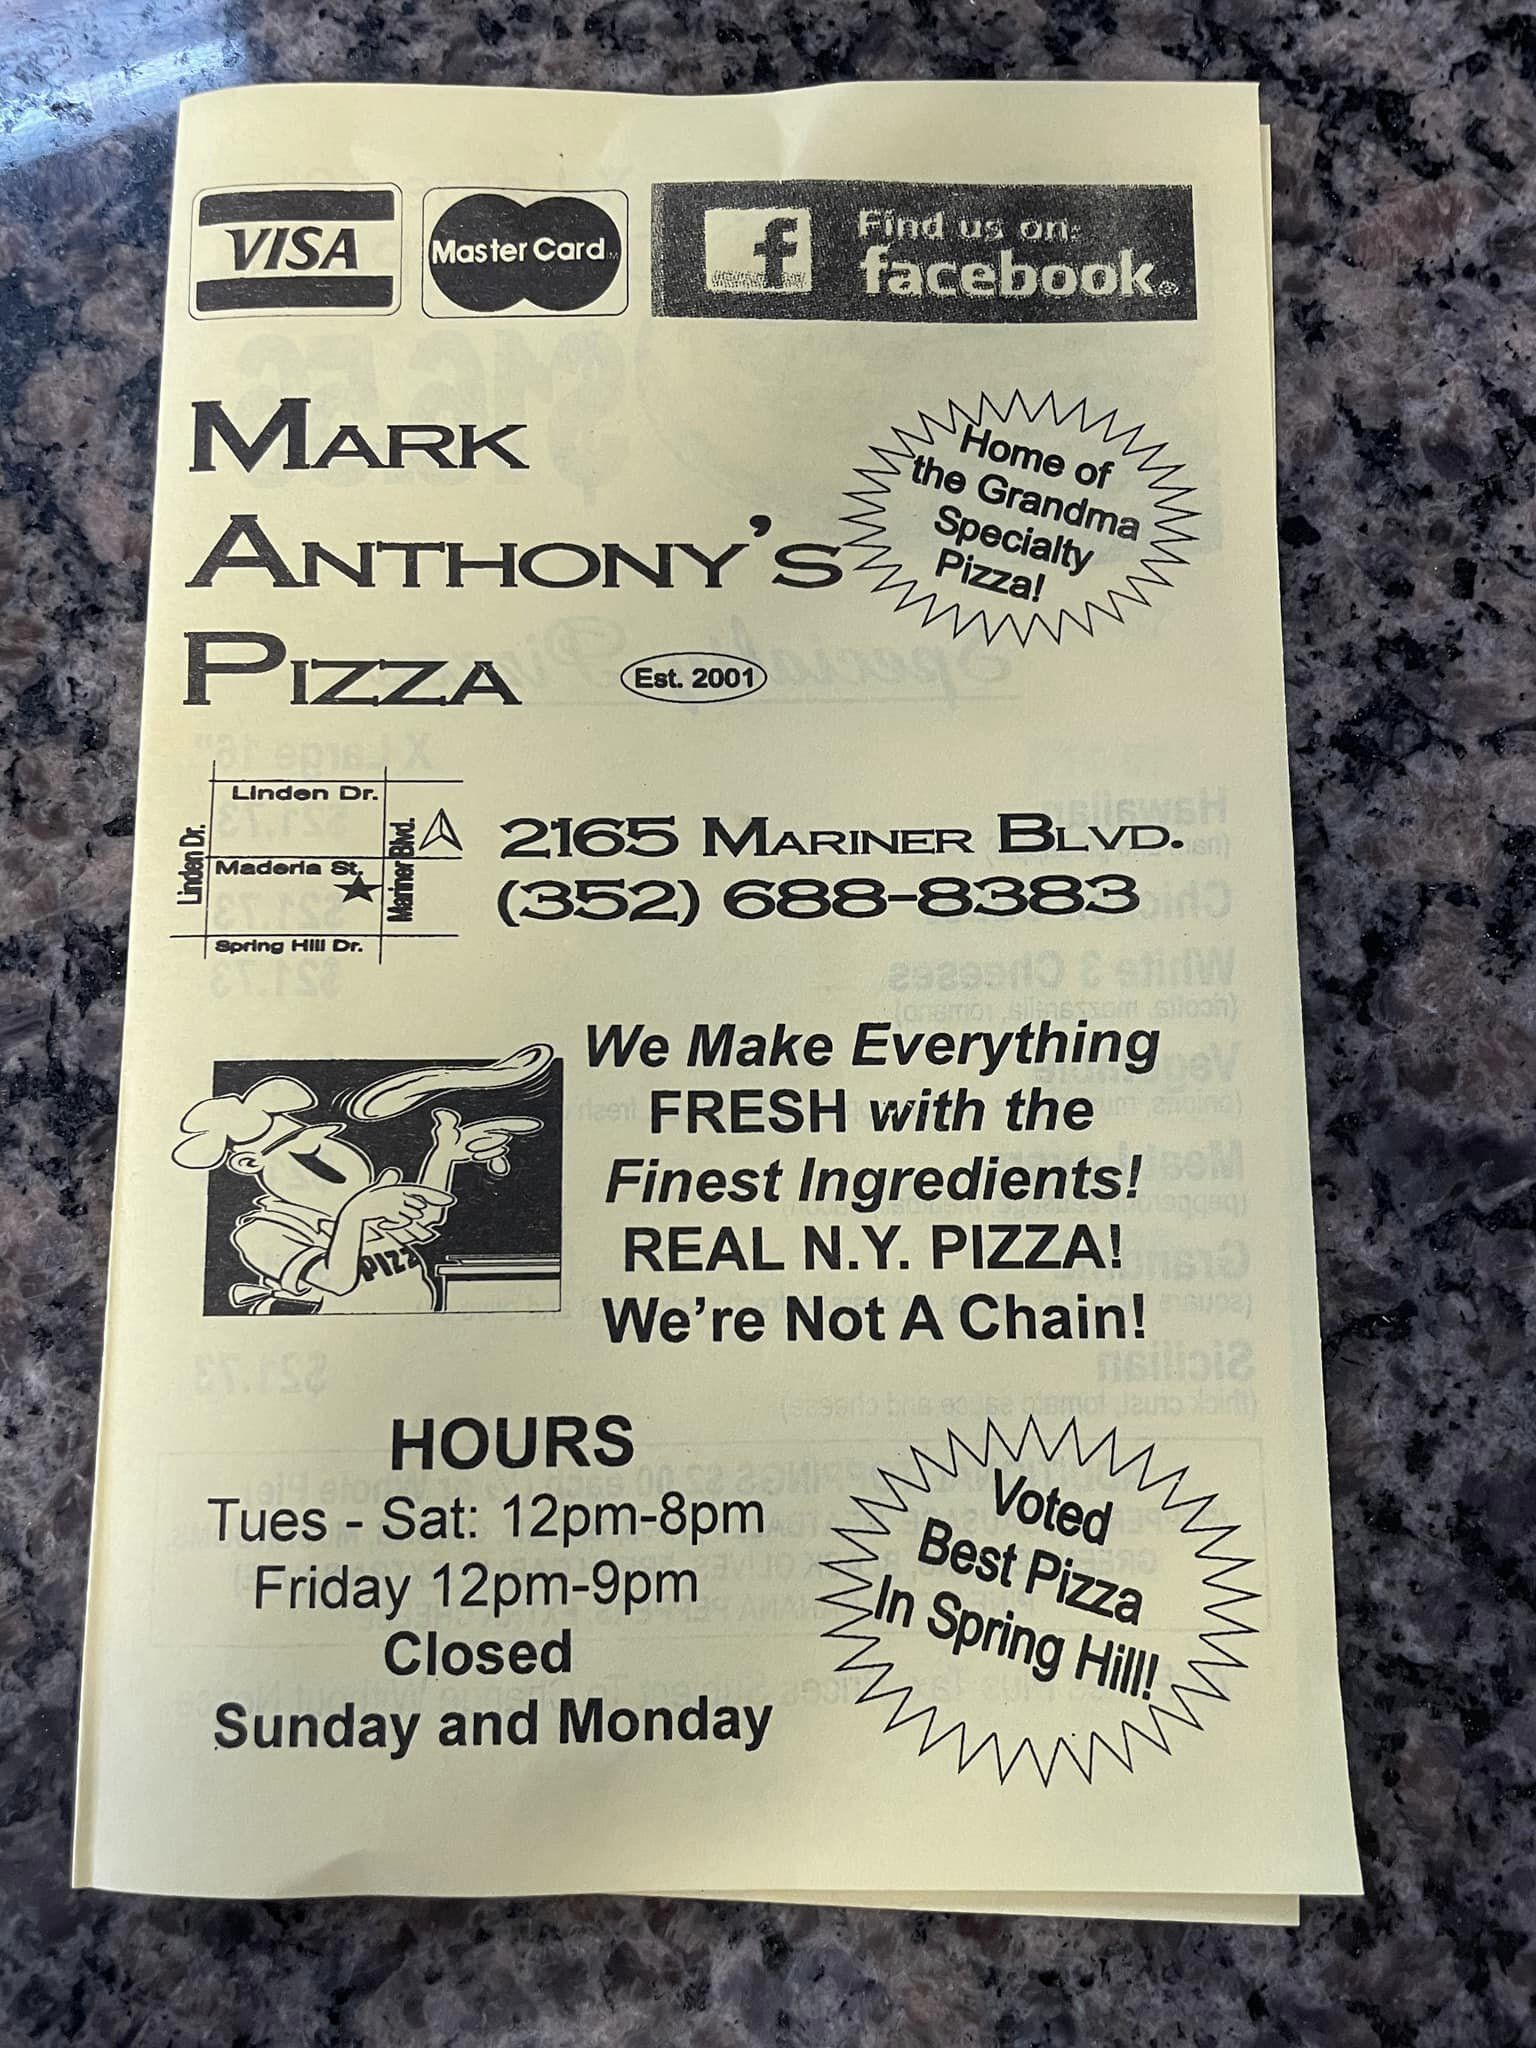 VISA
MasterCard
Find us on:
facebook®
MARK
ANTHONY'S
PIZZA
Est. 2001
Home of
the Grandma
Specialty
Pizza!
Linden Dr.
Linden Dr.
Maderia St.
Mariner Blvd.
Spring Hill Dr.
2165 MARINER BLVD.
(352) 688-8383
We Make Everything
FRESH with the
Finest Ingredients!
REAL N.Y. PIZZA!
We're Not A Chain!
PIZZ
HOURS
Tues - Sat: 12pm-8pm
Friday 12pm-9pm
Closed
Sunday and Monday
Voted
Best Pizza
In Spring Hill!